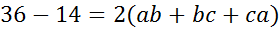 36 − 14 = 2(ab + bc + ca)